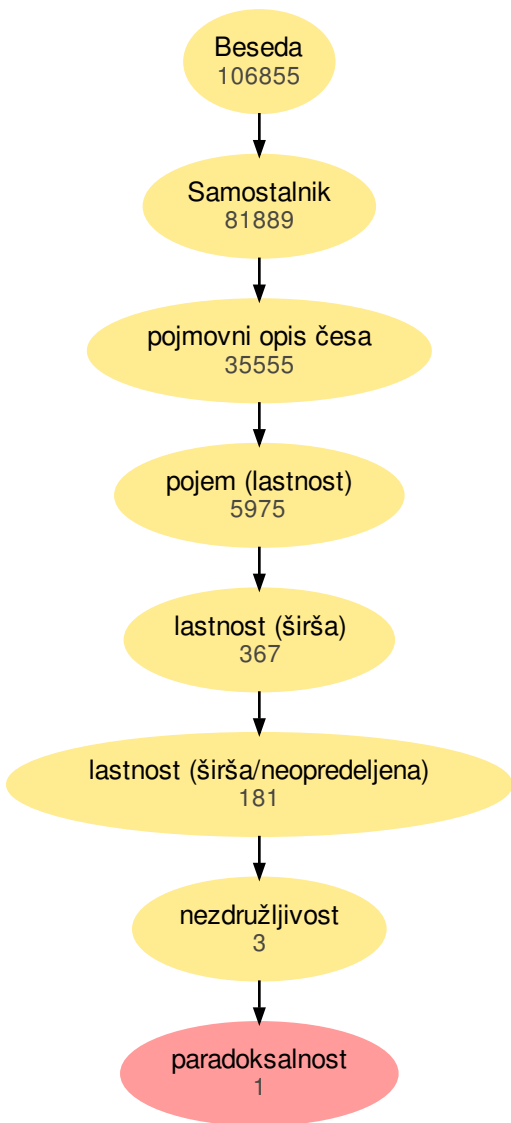 Beseda
106855
Samostalnik
81889
pojmovni opis česa
35555
pojem (lastnost)
5975
lastnost (širša)
367
lastnost (širša/neopredeljena)
181
nezdružljivost
3
paradoksalnost
1